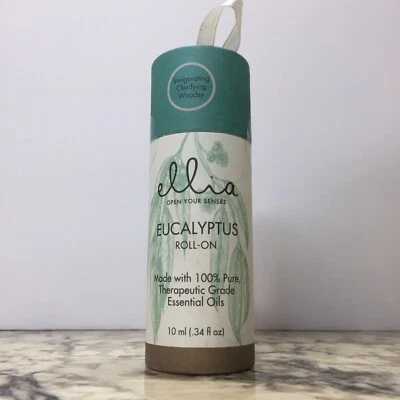 Invigorating
Clarifying
Woodsy
ellia
OPEN YOUR SENSES
EUCALYPTUS
ROLL-ON
Made with 100% Pure,
Therapeutic Grade
Essential Oils
10 ml (.34 fl oz)